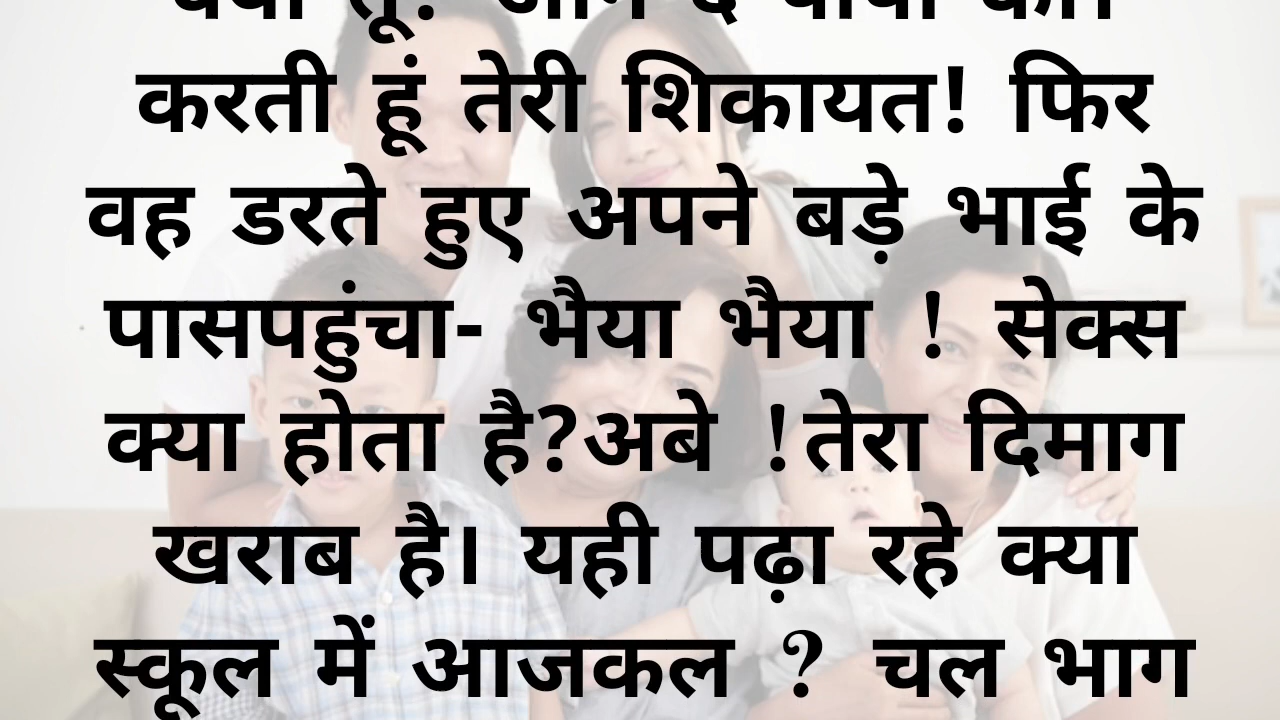 करती हूं तेरी शिकायत! फिर
वह डरते हुए अपने बड़े भाई के
पासपहुंचा- भैया भैया ! सेक्स
क्या होता है?अबे !तेरा दिमाग
खराब है। यही पढ़ा रहे क्या
स्कूल में आजकल ? चल भाग